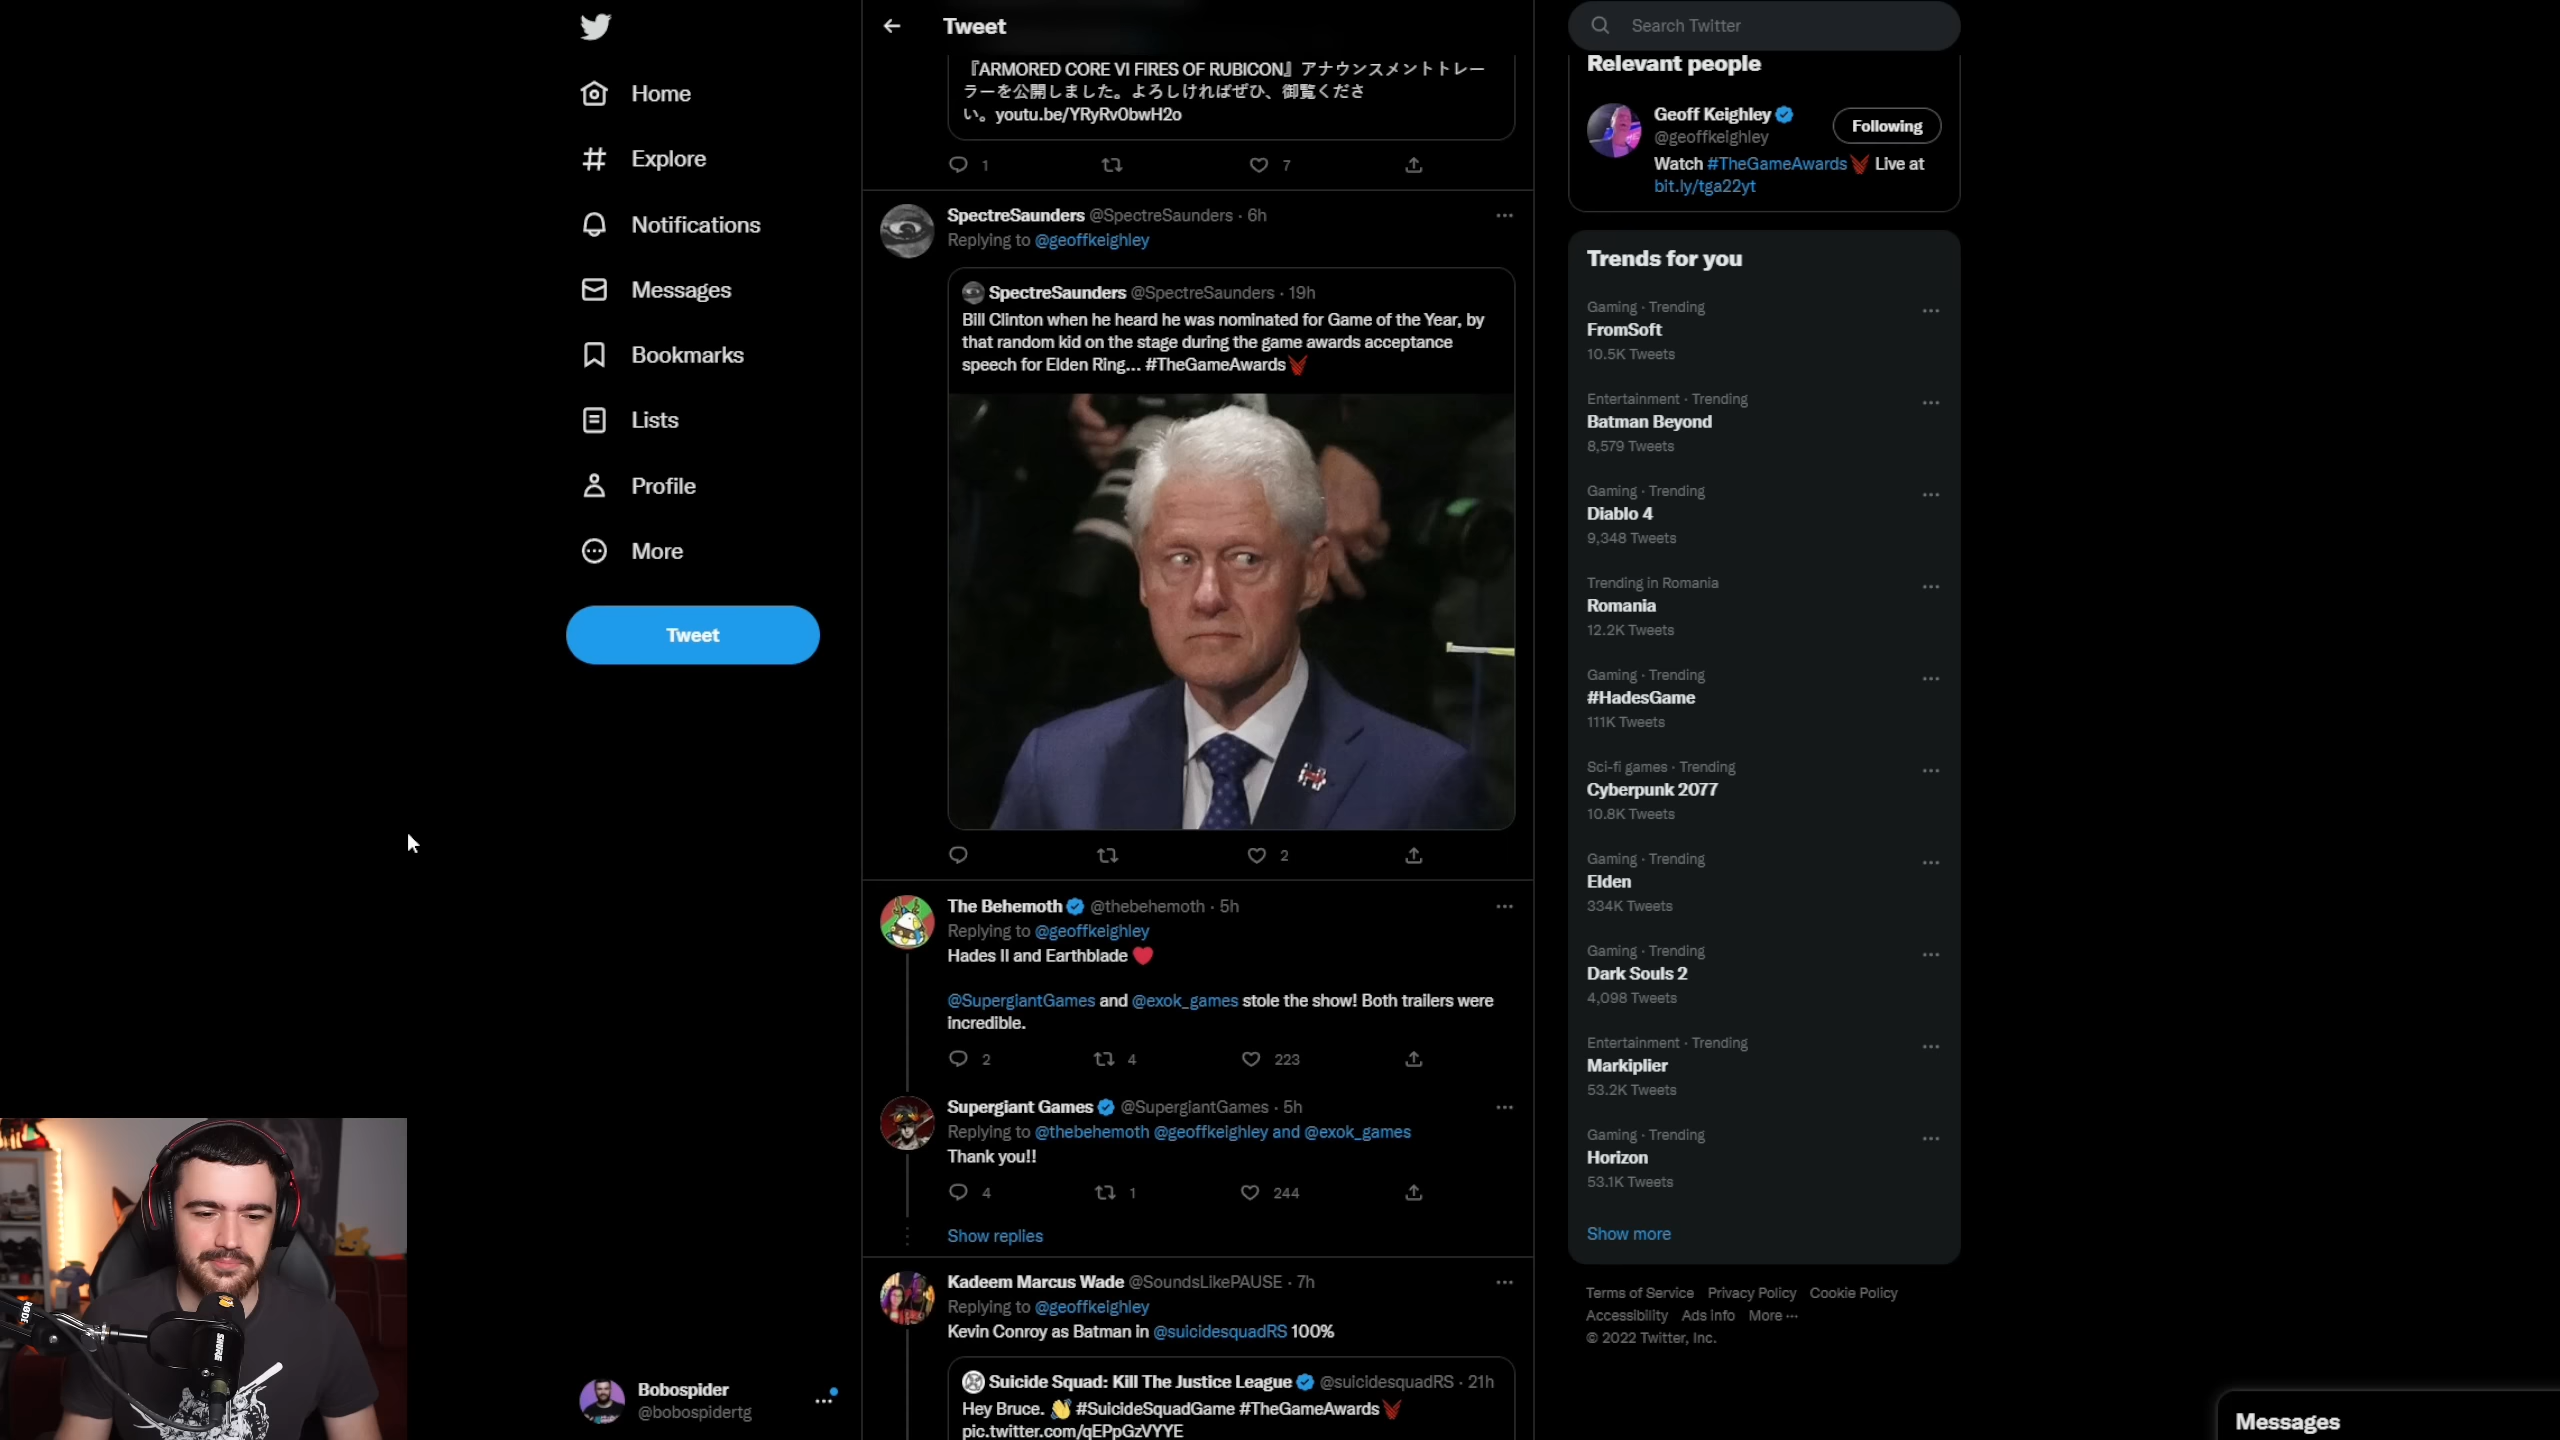 Home
Explore
Notifications
Messages
Bookmarks
Lists
Profile
More
Tweet
Bobospider
@bobospidertg
Tweet
『ARMORED CORE VI FIRES OF RUBICON』アナウンスメントトレー
ラーを公開しました。よろしければぜひ、御覧くださ
い。youtu.be/YRyRv0bwH2o
1
7
SpectreSaunders @SpectreSaunders · 6h
Replying to @geoffkeighley
SpectreSaunders @SpectreSaunders · 19h
Bill Clinton when he heard he was nominated for Game of the Year, by
that random kid on the stage during the game awards acceptance
speech for Elden Ring... #TheGameAwards
2
The Behemoth @thebehemoth · 5h
Replying to @geoffkeighley
Hades II and Earthblade ❤️
@SupergiantGames and @exok_games stole the show! Both trailers were
incredible.
2
4
223
Supergiant Games @SupergiantGames · 5h
Replying to @thebehemoth @geoffkeighley and @exok_games
Thank you!!
4
1
244
Show replies
Kadeem Marcus Wade @SoundsLikePAUSE · 7h
Replying to @geoffkeighley
Kevin Conroy as Batman in @suicidesquadRS 100%
Suicide Squad: Kill The Justice League @suicidesquadRS · 21h
Hey Bruce. 👋 #SuicideSquadGame #TheGameAwards
pic.twitter.com/qEPpGzVYYE
Search Twitter
Relevant people
Geoff Keighley
@geoffkeighley
Following
Watch #TheGameAwards Live at
bit.ly/tga22yt
Trends for you
Gaming · Trending
FromSoft
10.5K Tweets
Entertainment · Trending
Batman Beyond
8,579 Tweets
Gaming · Trending
Diablo 4
9,348 Tweets
Trending in Romania
Romania
12.2K Tweets
Gaming · Trending
#HadesGame
111K Tweets
Sci-fi games · Trending
Cyberpunk 2077
10.8K Tweets
Gaming · Trending
Elden
334K Tweets
Gaming · Trending
Dark Souls 2
4,098 Tweets
Entertainment · Trending
Markiplier
53.2K Tweets
Gaming · Trending
Horizon
53.1K Tweets
Show more
Terms of Service Privacy Policy Cookie Policy
Accessibility Ads info More ···
© 2022 Twitter, Inc.
Messages
RØDE
SHURE